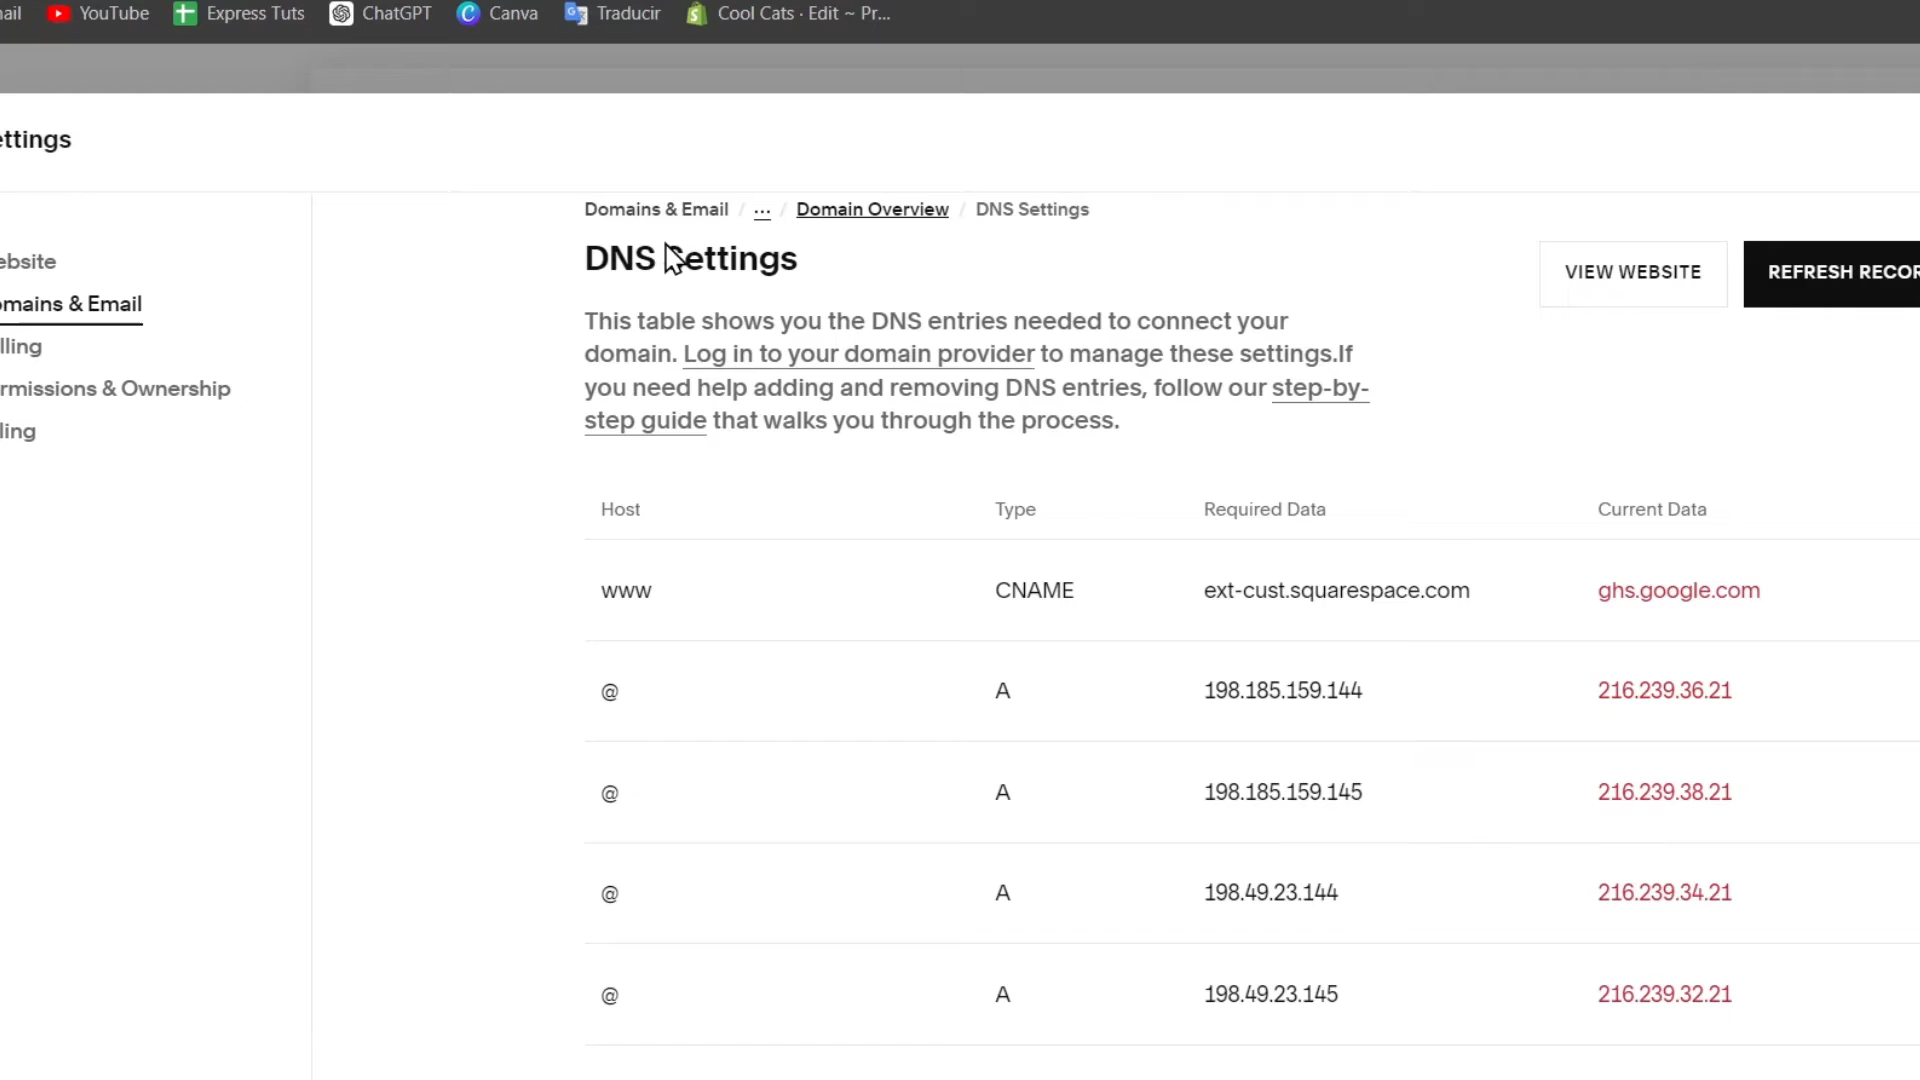 ail YouTube Express Tuts ChatGPT Canva Traducir Cool Cats · Edit ~ Pr...
ttings
Domains & Email / ... / Domain Overview / DNS Settings
DNS Settings
VIEW WEBSITE
REFRESH RECOR
This table shows you the DNS entries needed to connect your
domain. Log in to your domain provider to manage these settings.If
you need help adding and removing DNS entries, follow our step-by-
step guide that walks you through the process.
ebsite
omains & Email
lling
rmissions & Ownership
ling
Host Type Required Data Current Data
www CNAME ext-cust.squarespace.com ghs.google.com
@ A 198.185.159.144 216.239.36.21
@ A 198.185.159.145 216.239.38.21
@ A 198.49.23.144 216.239.34.21
@ A 198.49.23.145 216.239.32.21